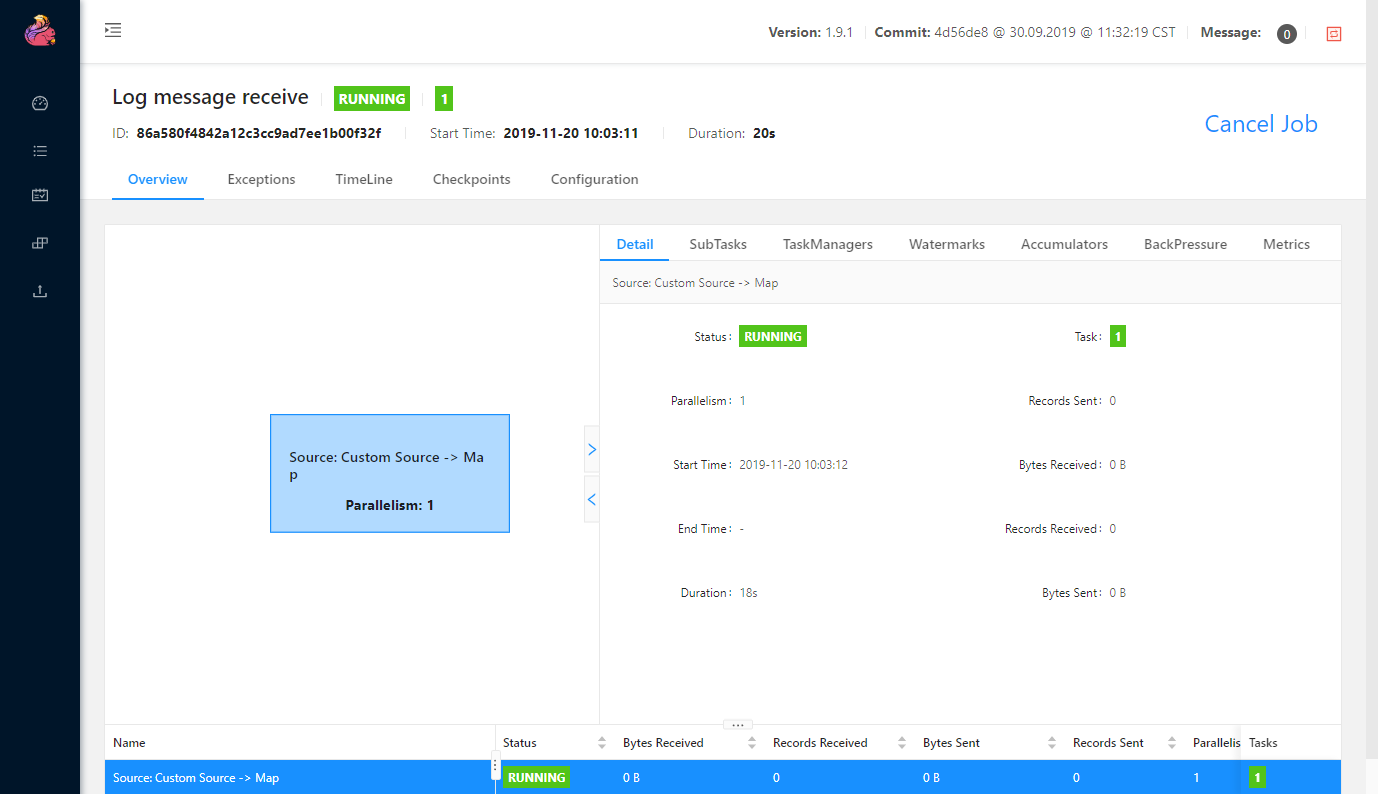 Version: 1.9.1 Commit: 4d56de8 @ 30.09.2019 @ 11:32:19 CST Message: 0
Log message receive RUNNING 1
ID: 86a580f4842a12c3cc9ad7ee1b00f32f Start Time: 2019-11-20 10:03:11 Duration: 20s
Cancel Job
Overview Exceptions TimeLine Checkpoints Configuration
Detail SubTasks TaskManagers Watermarks Accumulators BackPressure Metrics
Source: Custom Source -> Map
Status: RUNNING Task: 1
Parallelism: 1 Records Sent: 0
Start Time: 2019-11-20 10:03:12 Bytes Received: 0 B
End Time: - Records Received: 0
Duration: 18s Bytes Sent: 0 B
Source: Custom Source -> Ma
p
Parallelism: 1
Name Status Bytes Received Records Received Bytes Sent Records Sent Parallelis Tasks
Source: Custom Source -> Map RUNNING 0 B 0 0 B 0 1 1